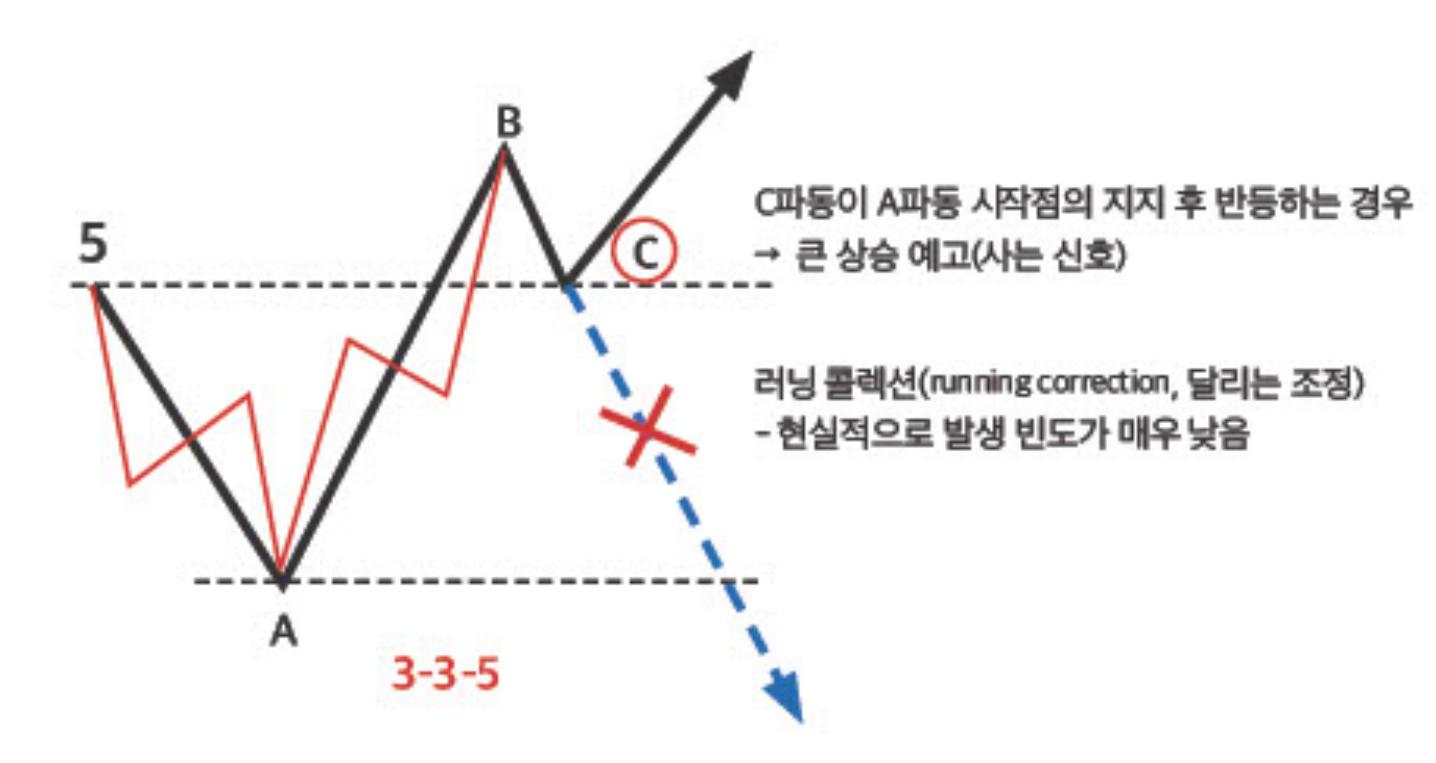 B
5
C파동이 A파동 시작점의 지지 후 반등하는 경우
→ 큰 상승 예고(사는 신호)
C
러닝 콜렉션(running correction, 달리는 조정)
- 현실적으로 발생 빈도가 매우 낮음
A
3-3-5